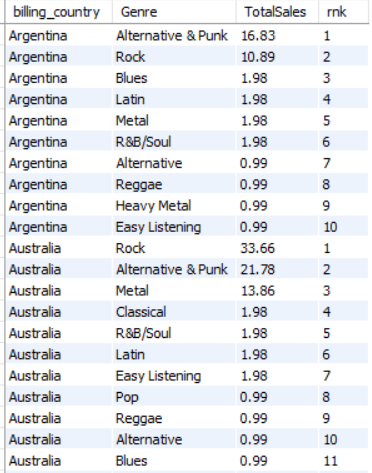 billing_country Genre TotalSales rnk
Argentina Alternative & Punk 16.83 1
Argentina Rock 10.89 2
Argentina Blues 1.98 3
Argentina Latin 1.98 4
Argentina Metal 1.98 5
Argentina R&B/Soul 1.98 6
Argentina Alternative 0.99 7
Argentina Reggae 0.99 8
Argentina Heavy Metal 0.99 9
Argentina Easy Listening 0.99 10
Australia Rock 33.66 1
Australia Alternative & Punk 21.78 2
Australia Metal 13.86 3
Australia Classical 1.98 4
Australia R&B/Soul 1.98 5
Australia Latin 1.98 6
Australia Easy Listening 1.98 7
Australia Pop 0.99 8
Australia Reggae 0.99 9
Australia Alternative 0.99 10
Australia Blues 0.99 11